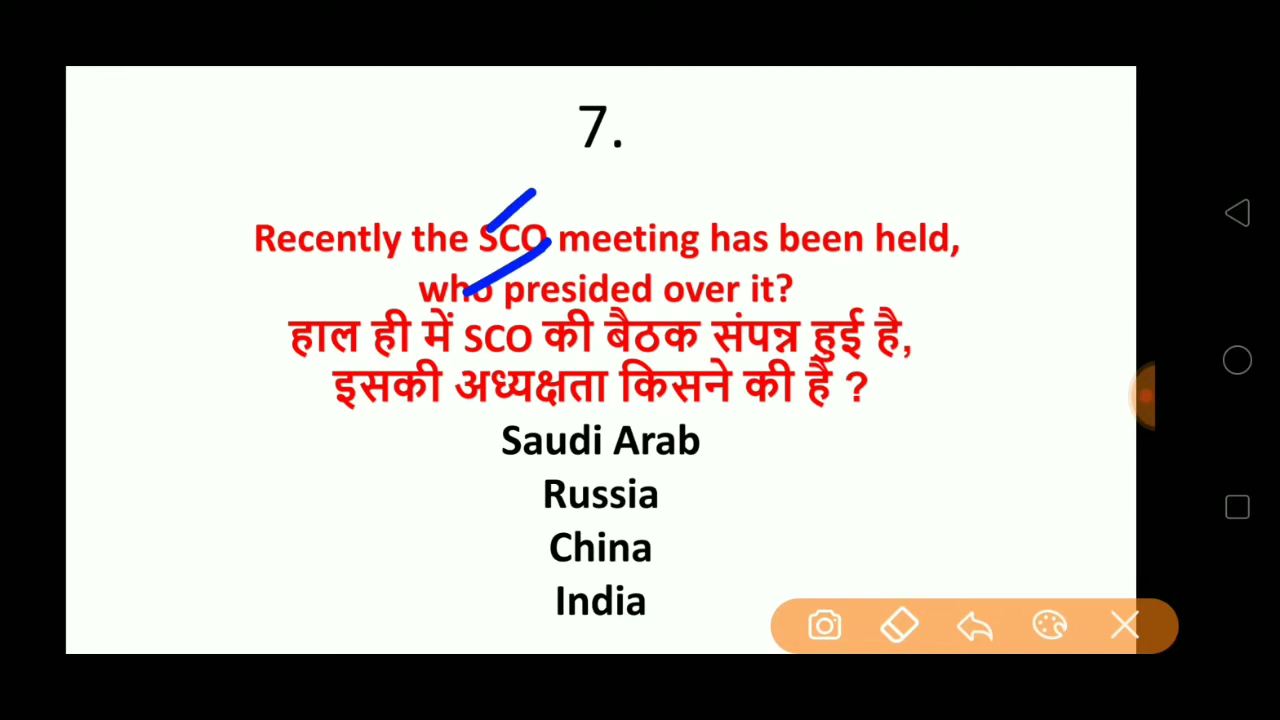 7.
Recently the SCO meeting has been held,
who presided over it?
हाल ही में SCO की बैठक संपन्न हुई है,
इसकी अध्यक्षता किसने की है ?
Saudi Arab
Russia
China
India